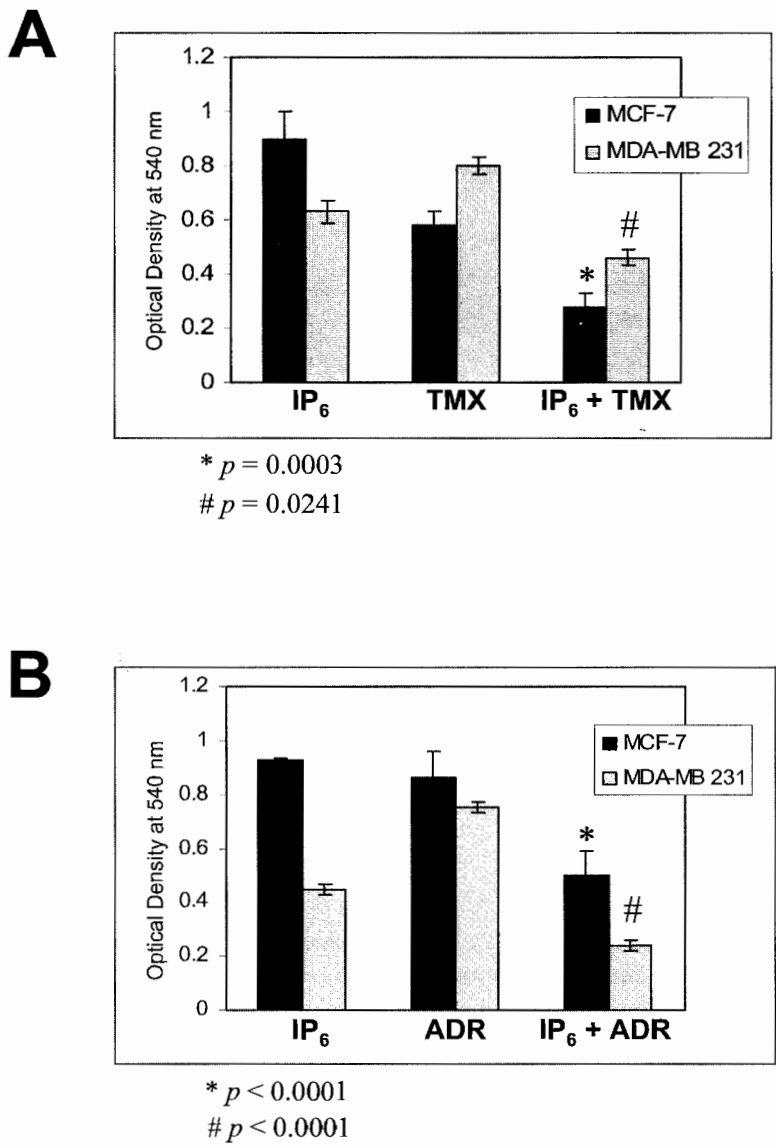 A
1.2
1
0.8
0.6
0.4
0.2
0
Optical Density at 540 nm
MCF-7
MDA-MB 231
*
#
IP₆ TMX IP₆ + TMX
* p = 0.0003
# p = 0.0241
B
1.2
1
0.8
0.6
0.4
0.2
0
Optical Density at 540 nm
MCF-7
MDA-MB 231
*
#
IP₆ ADR IP₆ + ADR
* p < 0.0001
# p < 0.0001